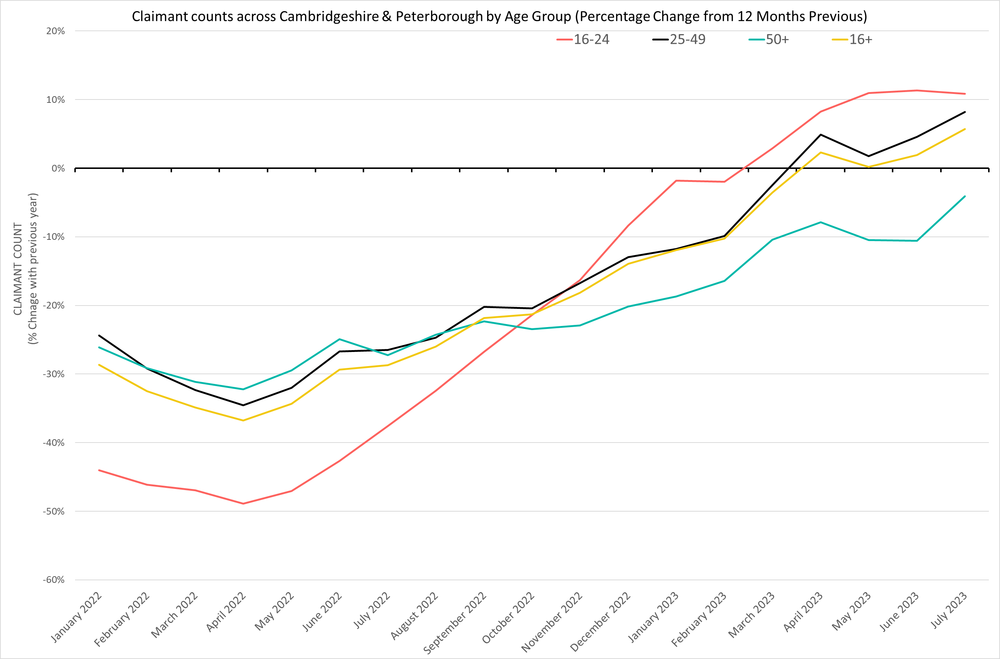 Claimant counts across Cambridgeshire & Peterborough by Age Group (Percentage Change from 12 Months Previous)
16-24 25-49 50+ 16+
20%
10%
0%
-10%
-20%
-30%
-40%
-50%
-60%
CLAIMANT COUNT
(% Chnage with previous year)
January 2022
February 2022
March 2022
April 2022
May 2022
June 2022
July 2022
August 2022
September 2022
October 2022
November 2022
December 2022
January 2023
February 2023
March 2023
April 2023
May 2023
June 2023
July 2023